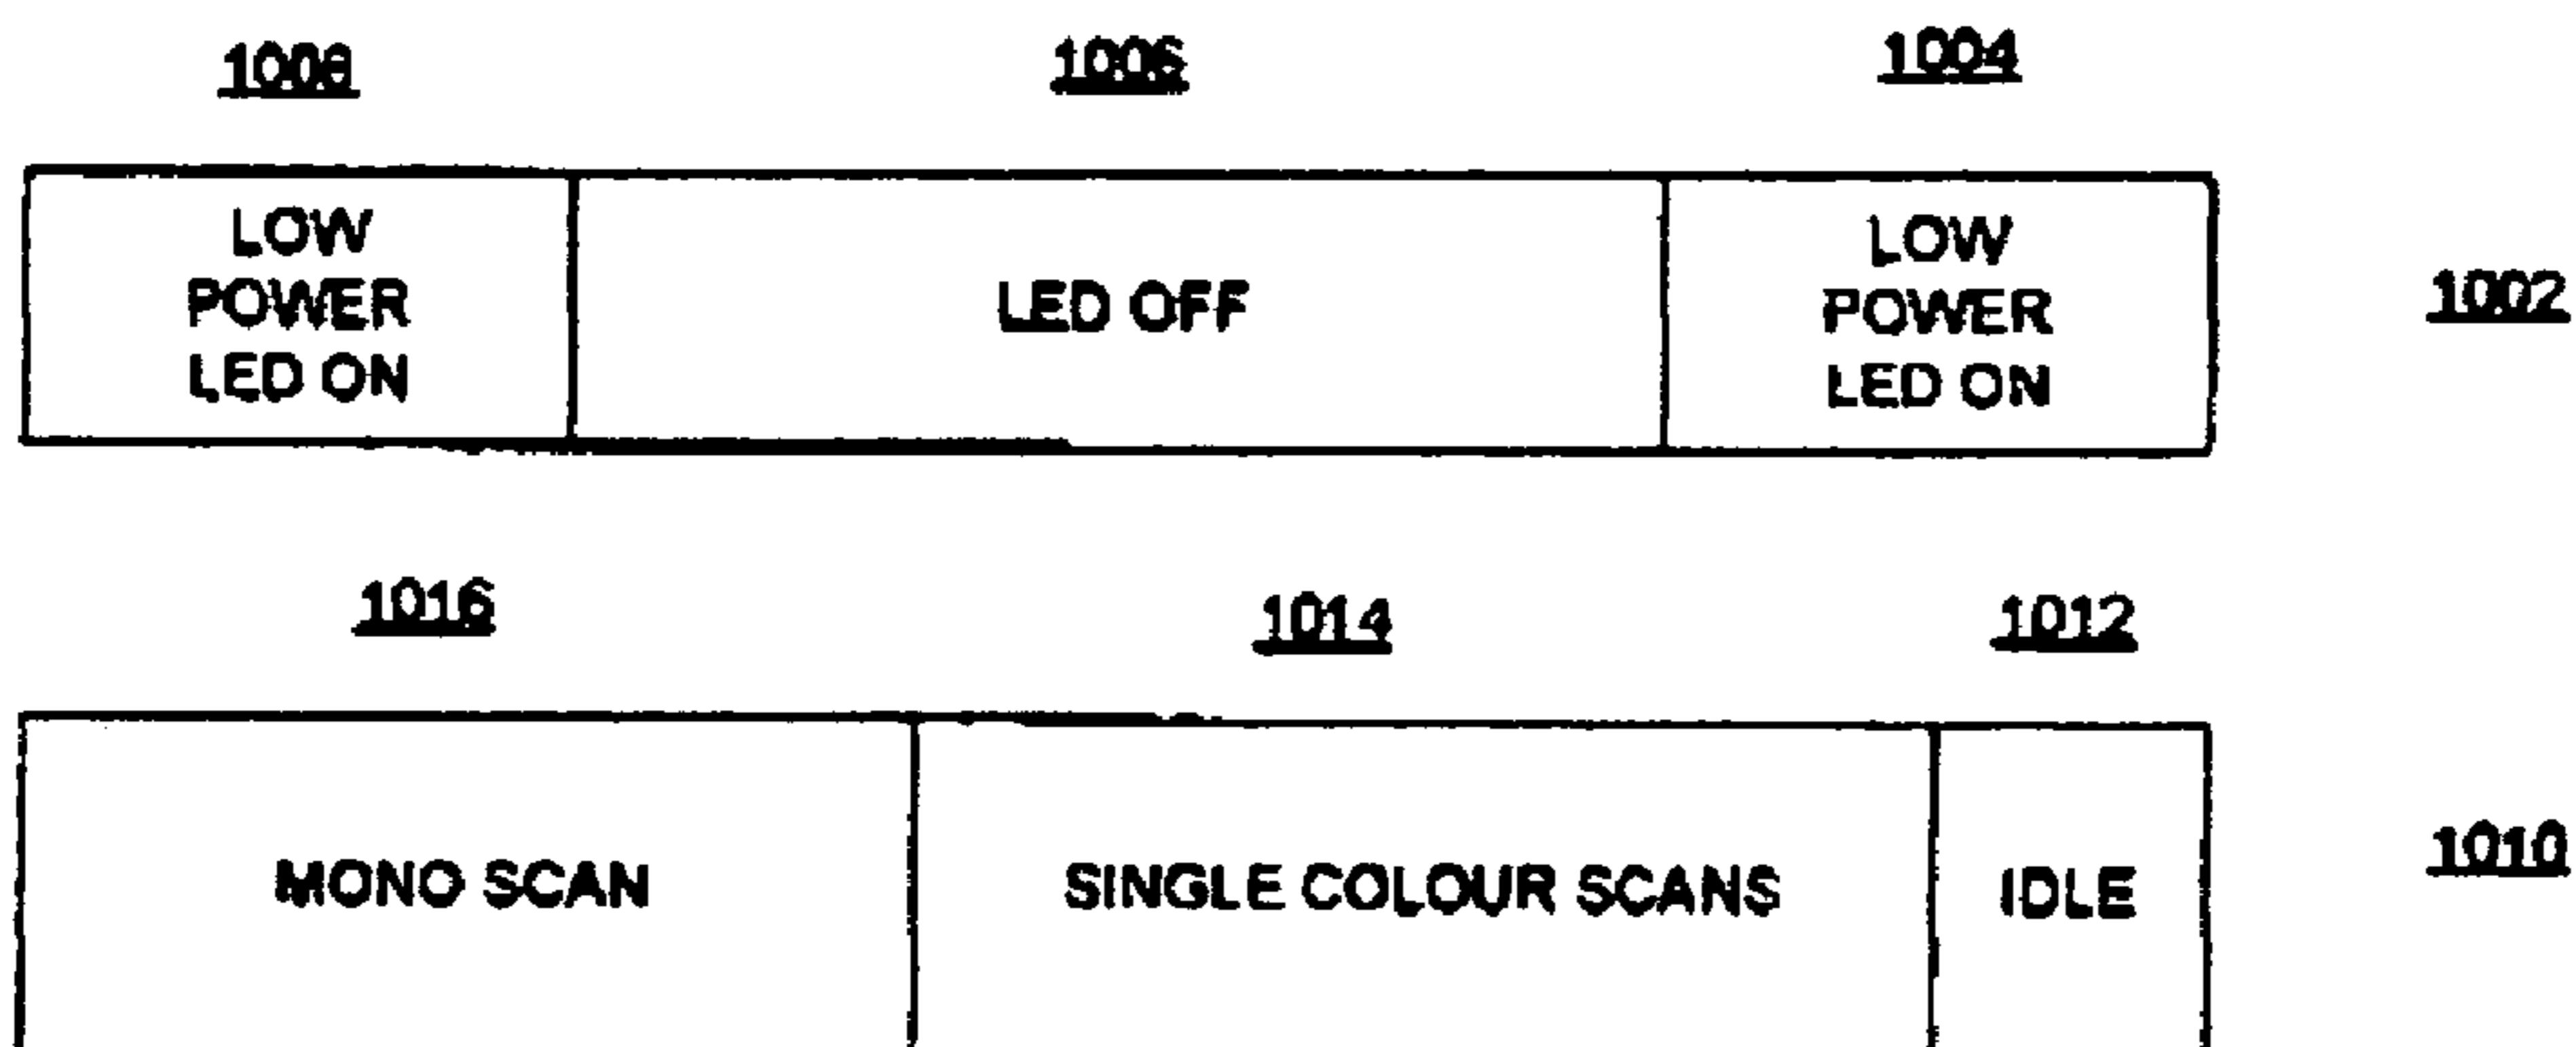 1008 1006 1004
LOW
POWER
LED ON
LED OFF
LOW
POWER
LED ON
1002
1016 1014 1012
MONO SCAN
SINGLE COLOUR SCANS
IDLE
1010